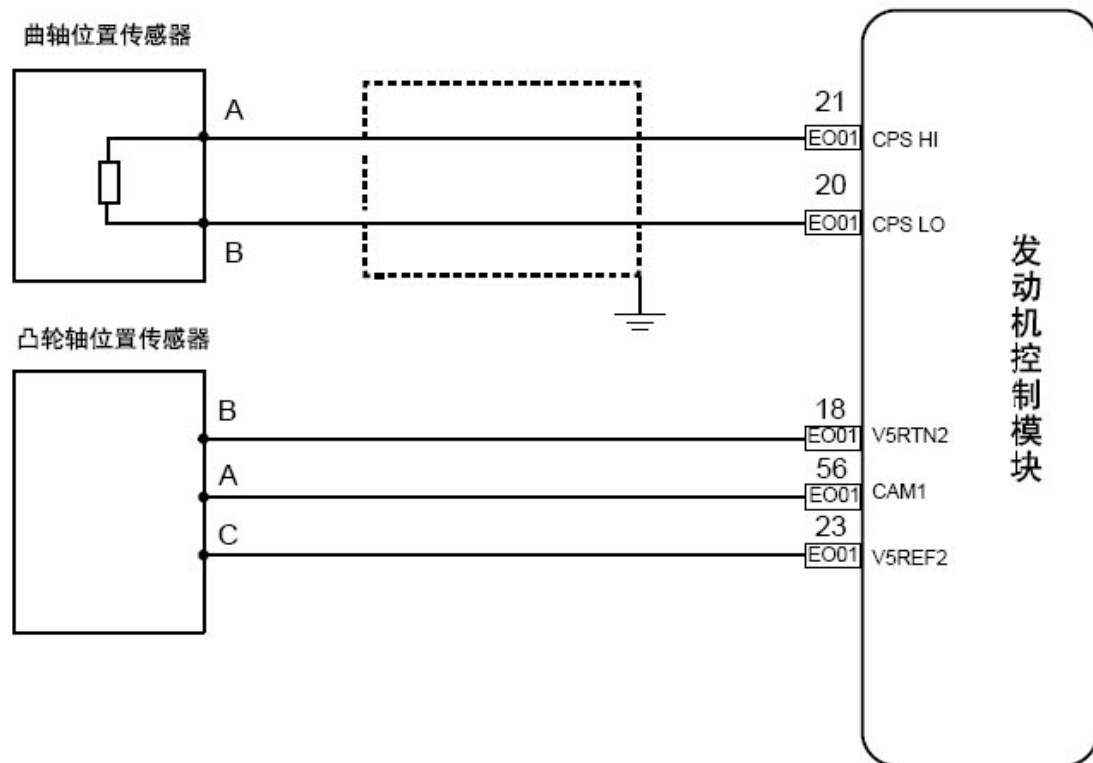 曲轴位置传感器
A
21
EO01 CPS HI
20
EO01 CPS LO
B
凸轮轴位置传感器
B
18
EO01 V5RTN2
A
56
EO01 CAM1
C
23
EO01 V5REF2
发动机控制模块